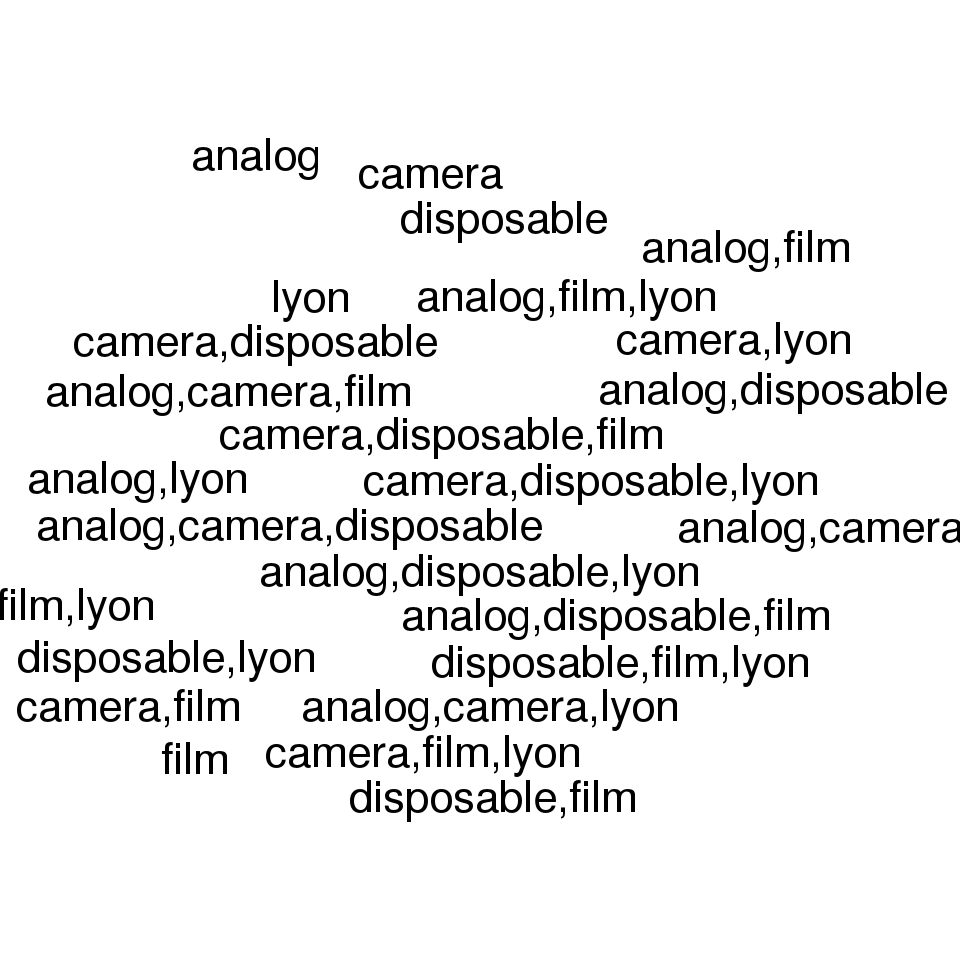 analog
camera
disposable
analog,film
lyon analog,film,lyon
camera,disposable camera,lyon
analog,camera,film analog,disposable
camera,disposable,film
analog,lyon camera,disposable,lyon
analog,camera,disposable analog,camera
analog,disposable,lyon
film,lyon analog,disposable,film
disposable,lyon disposable,film,lyon
camera,film analog,camera,lyon
film camera,film,lyon
disposable,film